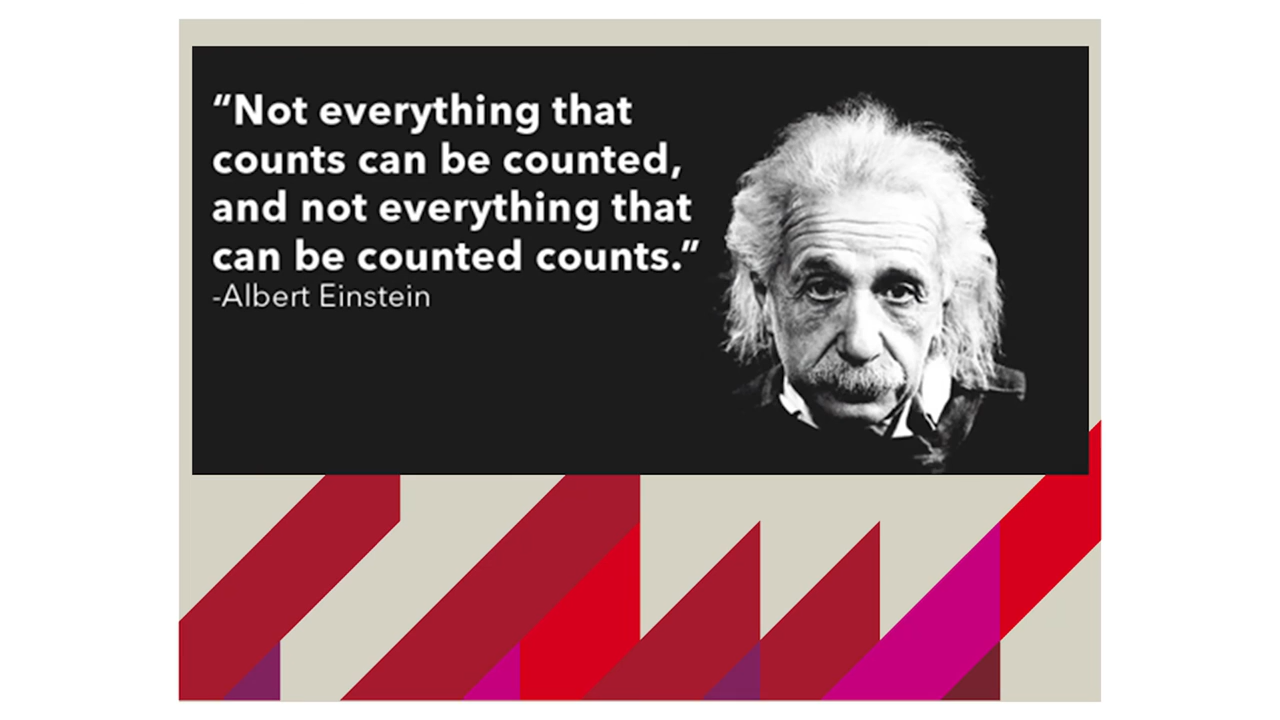 “Not everything that
counts can be counted,
and not everything that
can be counted counts.”
-Albert Einstein